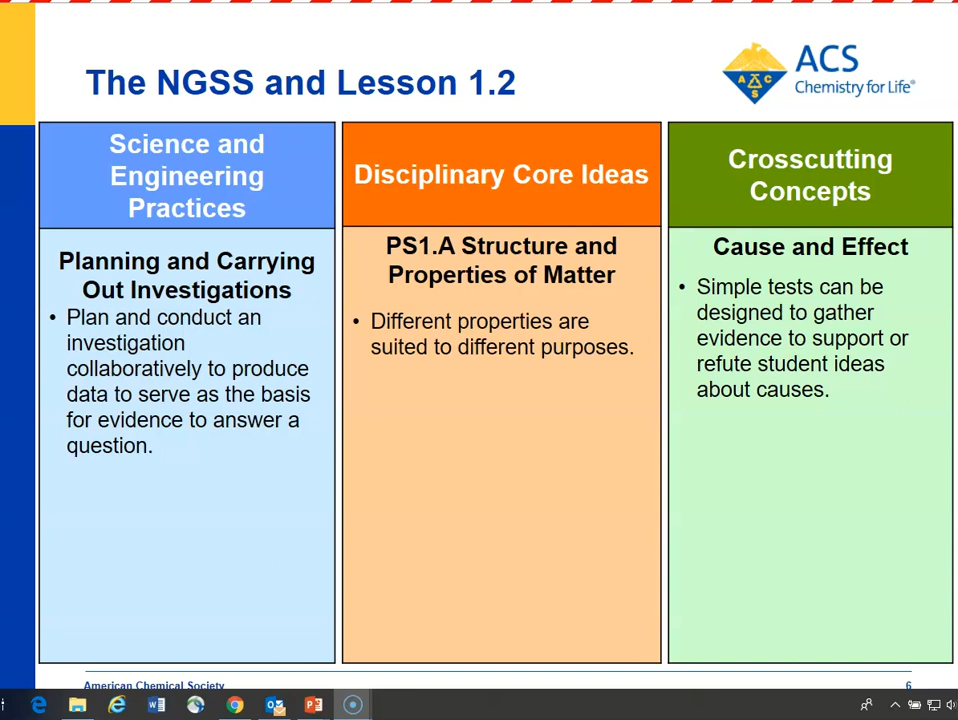 The NGSS and Lesson 1.2
A C
S
ACS
Chemistry for Life®
Science and
Engineering
Practices
Planning and Carrying
Out Investigations
• Plan and conduct an
investigation
collaboratively to produce
data to serve as the basis
for evidence to answer a
question.
Disciplinary Core Ideas
PS1.A Structure and
Properties of Matter
• Different properties are
suited to different purposes.
Crosscutting
Concepts
Cause and Effect
• Simple tests can be
designed to gather
evidence to support or
refute student ideas
about causes.
American Chemical Society
6